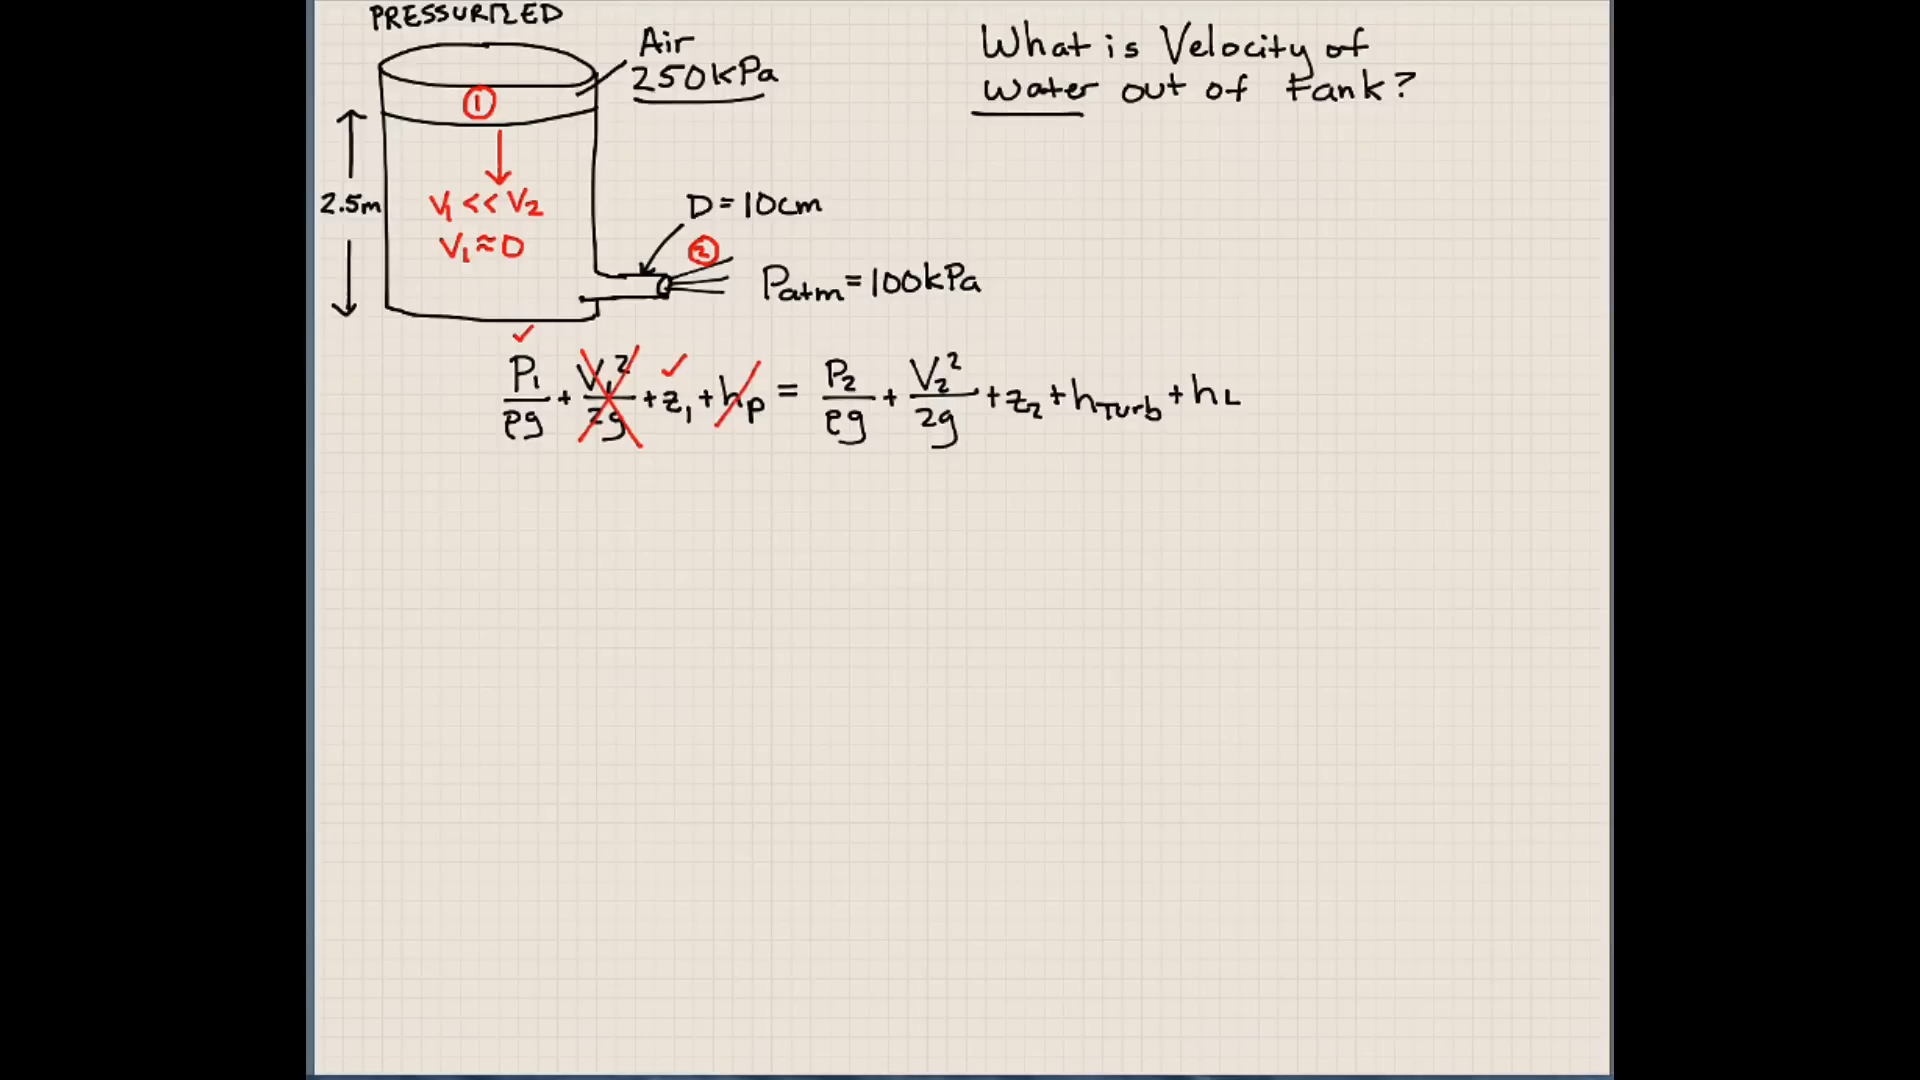 PRESSURIZED
Air
250kPa
What is Velocity of
water out of tank?
①
2.5m
V₁ << V₂
V₁ ≈ 0
D = 10cm
②
Patm = 100kPa
P₁/ρg + V₁²/2g + z₁ + hp = P₂/ρg + V₂²/2g + z₂ + hTurb + hL